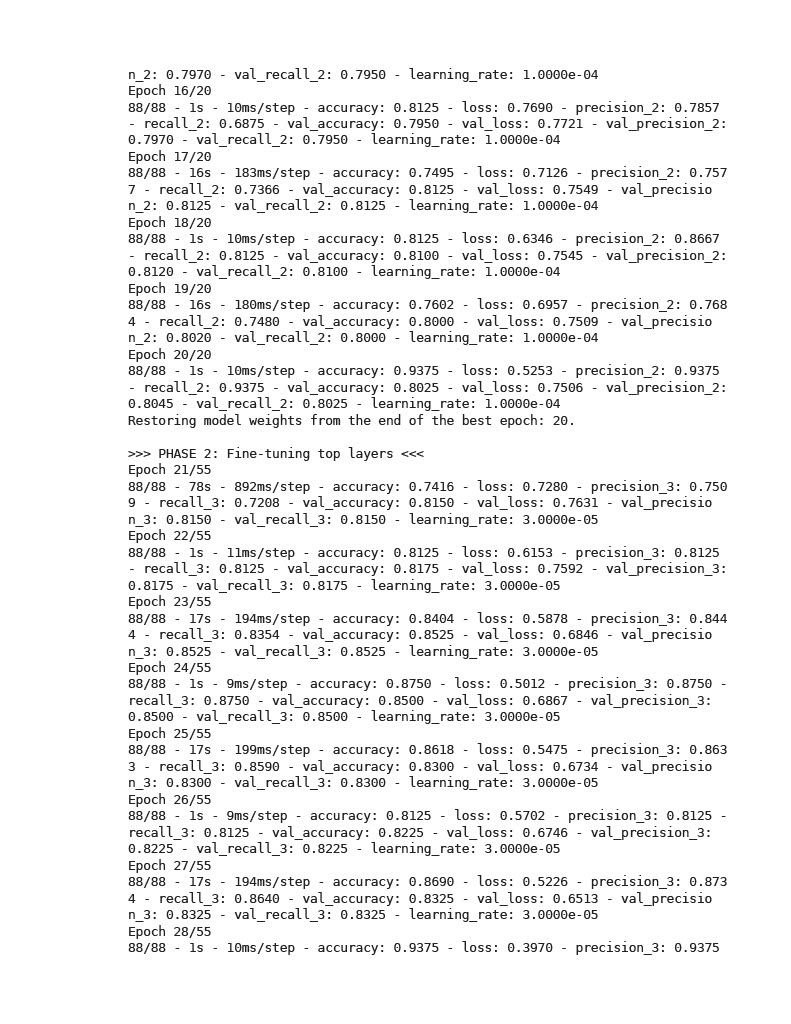 n_2: 0.7970 - val_recall_2: 0.7950 - learning_rate: 1.0000e-04
Epoch 16/20
88/88 - 1s - 10ms/step - accuracy: 0.8125 - loss: 0.7690 - precision_2: 0.7857
- recall_2: 0.6875 - val_accuracy: 0.7950 - val_loss: 0.7721 - val_precision_2:
0.7970 - val_recall_2: 0.7950 - learning_rate: 1.0000e-04
Epoch 17/20
88/88 - 16s - 183ms/step - accuracy: 0.7495 - loss: 0.7126 - precision_2: 0.757
7 - recall_2: 0.7366 - val_accuracy: 0.8125 - val_loss: 0.7549 - val_precisio
n_2: 0.8125 - val_recall_2: 0.8125 - learning_rate: 1.0000e-04
Epoch 18/20
88/88 - 1s - 10ms/step - accuracy: 0.8125 - loss: 0.6346 - precision_2: 0.8667
- recall_2: 0.8125 - val_accuracy: 0.8100 - val_loss: 0.7545 - val_precision_2:
0.8120 - val_recall_2: 0.8100 - learning_rate: 1.0000e-04
Epoch 19/20
88/88 - 16s - 180ms/step - accuracy: 0.7602 - loss: 0.6957 - precision_2: 0.768
4 - recall_2: 0.7480 - val_accuracy: 0.8000 - val_loss: 0.7509 - val_precisio
n_2: 0.8020 - val_recall_2: 0.8000 - learning_rate: 1.0000e-04
Epoch 20/20
88/88 - 1s - 10ms/step - accuracy: 0.9375 - loss: 0.5253 - precision_2: 0.9375
- recall_2: 0.9375 - val_accuracy: 0.8025 - val_loss: 0.7506 - val_precision_2:
0.8045 - val_recall_2: 0.8025 - learning_rate: 1.0000e-04
Restoring model weights from the end of the best epoch: 20.
>>> PHASE 2: Fine-tuning top layers <<<
Epoch 21/55
88/88 - 78s - 892ms/step - accuracy: 0.7416 - loss: 0.7280 - precision_3: 0.750
9 - recall_3: 0.7208 - val_accuracy: 0.8150 - val_loss: 0.7631 - val_precisio
n_3: 0.8150 - val_recall_3: 0.8150 - learning_rate: 3.0000e-05
Epoch 22/55
88/88 - 1s - 11ms/step - accuracy: 0.8125 - loss: 0.6153 - precision_3: 0.8125
- recall_3: 0.8125 - val_accuracy: 0.8175 - val_loss: 0.7592 - val_precision_3:
0.8175 - val_recall_3: 0.8175 - learning_rate: 3.0000e-05
Epoch 23/55
88/88 - 17s - 194ms/step - accuracy: 0.8404 - loss: 0.5878 - precision_3: 0.844
4 - recall_3: 0.8354 - val_accuracy: 0.8525 - val_loss: 0.6846 - val_precisio
n_3: 0.8525 - val_recall_3: 0.8525 - learning_rate: 3.0000e-05
Epoch 24/55
88/88 - 1s - 9ms/step - accuracy: 0.8750 - loss: 0.5012 - precision_3: 0.8750 -
recall_3: 0.8750 - val_accuracy: 0.8500 - val_loss: 0.6867 - val_precision_3:
0.8500 - val_recall_3: 0.8500 - learning_rate: 3.0000e-05
Epoch 25/55
88/88 - 17s - 199ms/step - accuracy: 0.8618 - loss: 0.5475 - precision_3: 0.863
3 - recall_3: 0.8590 - val_accuracy: 0.8300 - val_loss: 0.6734 - val_precisio
n_3: 0.8300 - val_recall_3: 0.8300 - learning_rate: 3.0000e-05
Epoch 26/55
88/88 - 1s - 9ms/step - accuracy: 0.8125 - loss: 0.5702 - precision_3: 0.8125 -
recall_3: 0.8125 - val_accuracy: 0.8225 - val_loss: 0.6746 - val_precision_3:
0.8225 - val_recall_3: 0.8225 - learning_rate: 3.0000e-05
Epoch 27/55
88/88 - 17s - 194ms/step - accuracy: 0.8690 - loss: 0.5226 - precision_3: 0.873
4 - recall_3: 0.8640 - val_accuracy: 0.8325 - val_loss: 0.6513 - val_precisio
n_3: 0.8325 - val_recall_3: 0.8325 - learning_rate: 3.0000e-05
Epoch 28/55
88/88 - 1s - 10ms/step - accuracy: 0.9375 - loss: 0.3970 - precision_3: 0.9375